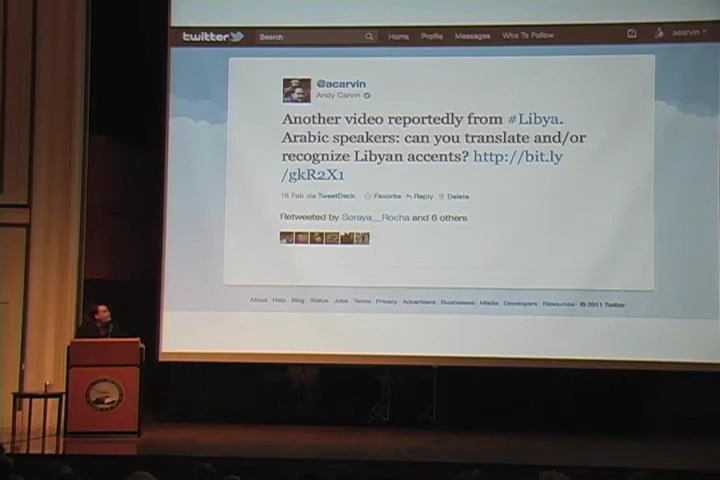 twitter
Search
Home Profile Messages Who To Follow
acarvin
@acarvin
Andy Carvin
Another video reportedly from #Libya.
Arabic speakers: can you translate and/or
recognize Libyan accents? http://bit.ly
/gkR2X1
16 Feb via TweetDeck Favorite Reply Delete
Retweeted by Soraya__Rocha and 6 others
About Help Blog Status Jobs Terms Privacy Advertisers Businesses Media Developers Resources © 2011 Twitter